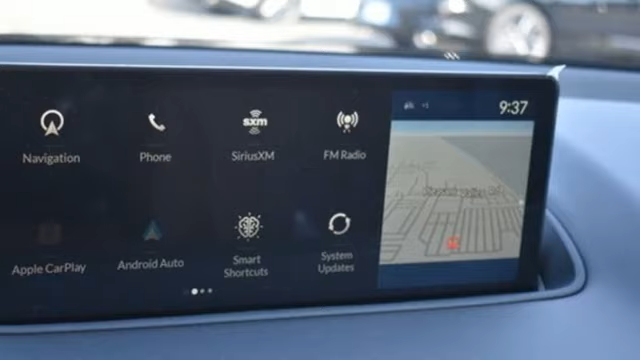 Navigation
Phone
sxm
SiriusXM
FM Radio
9:37
Apple CarPlay
Android Auto
Smart
Shortcuts
System
Updates